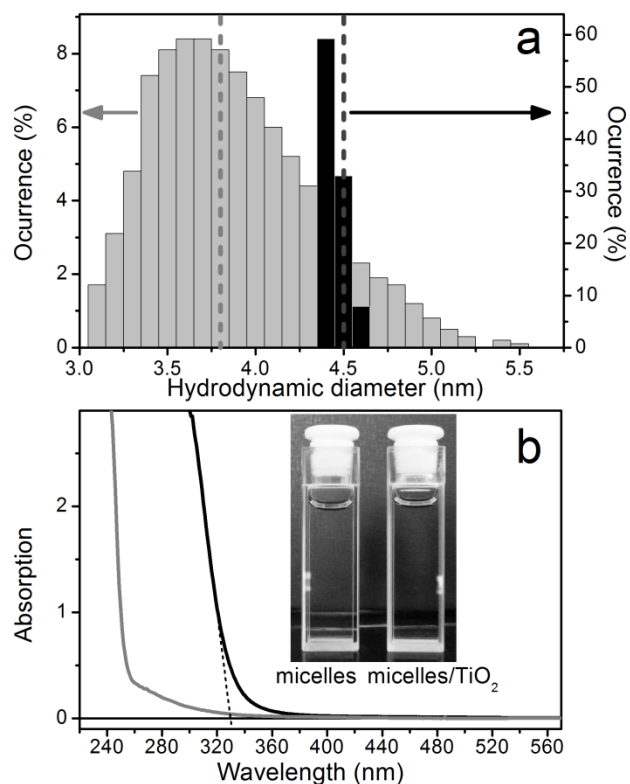 a
8
6
4
2
0
Ocurrence (%)
60
50
40
30
20
10
0
Ocurrence (%)
3.0 3.5 4.0 4.5 5.0 5.5
Hydrodynamic diameter (nm)
b
2
1
0
Absorption
micelles micelles/TiO₂
240 280 320 360 400 440 480 520 560
Wavelength (nm)